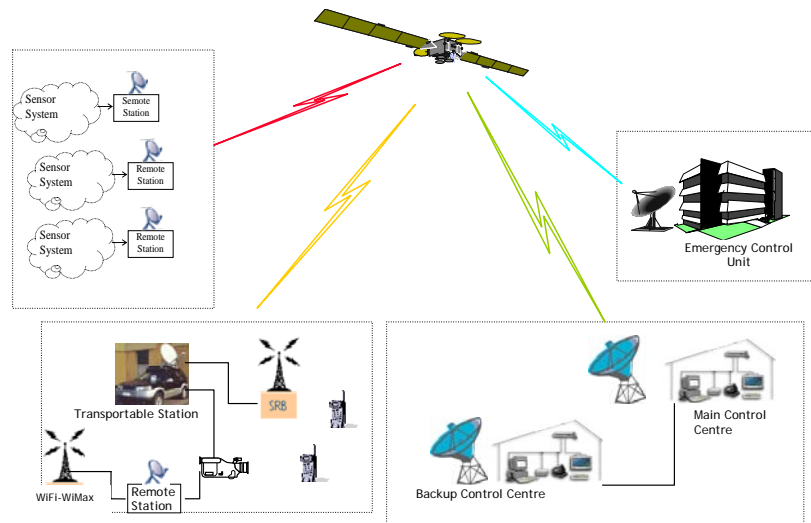 Sensor
System
Semote
Station
Sensor
System
Remote
Station
Sensor
System
Remote
Station
Emergency Control
Unit
Transportable Station
SRB
WiFi-WiMax
Remote
Station
Main Control
Centre
Backup Control Centre